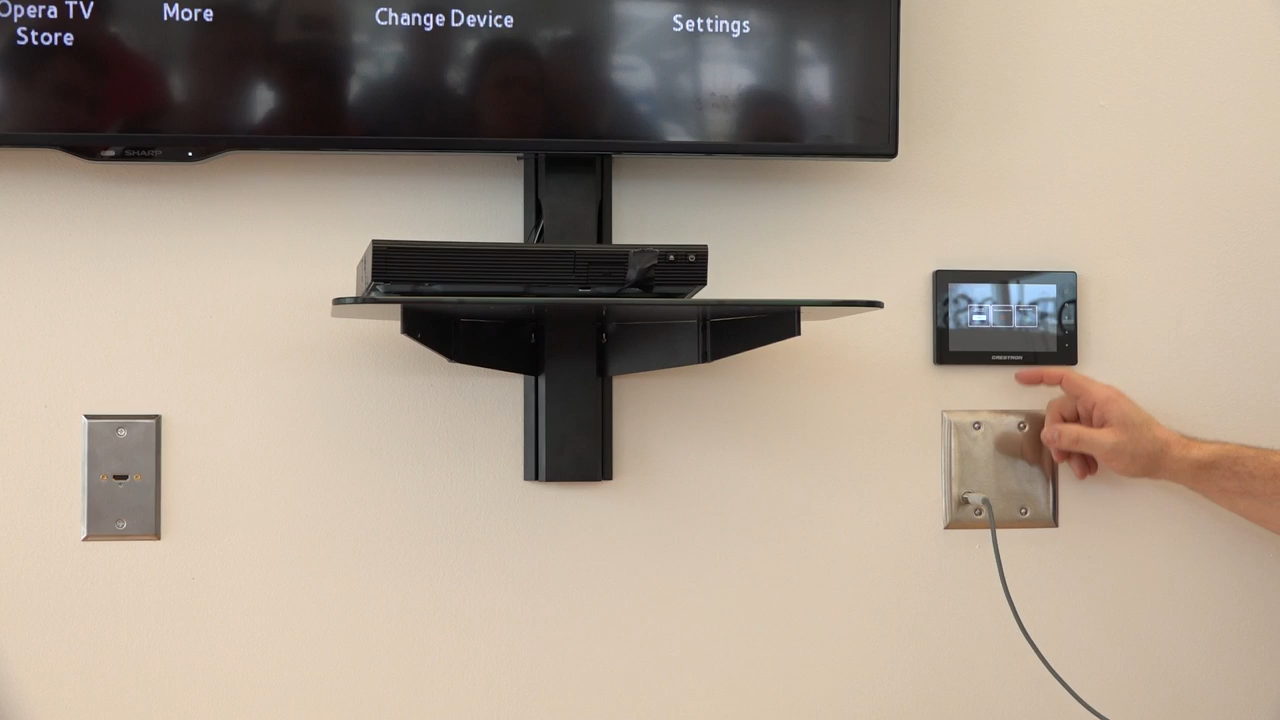 Opera TV
Store
More
Change Device
Settings
SHARP
CRESTRON